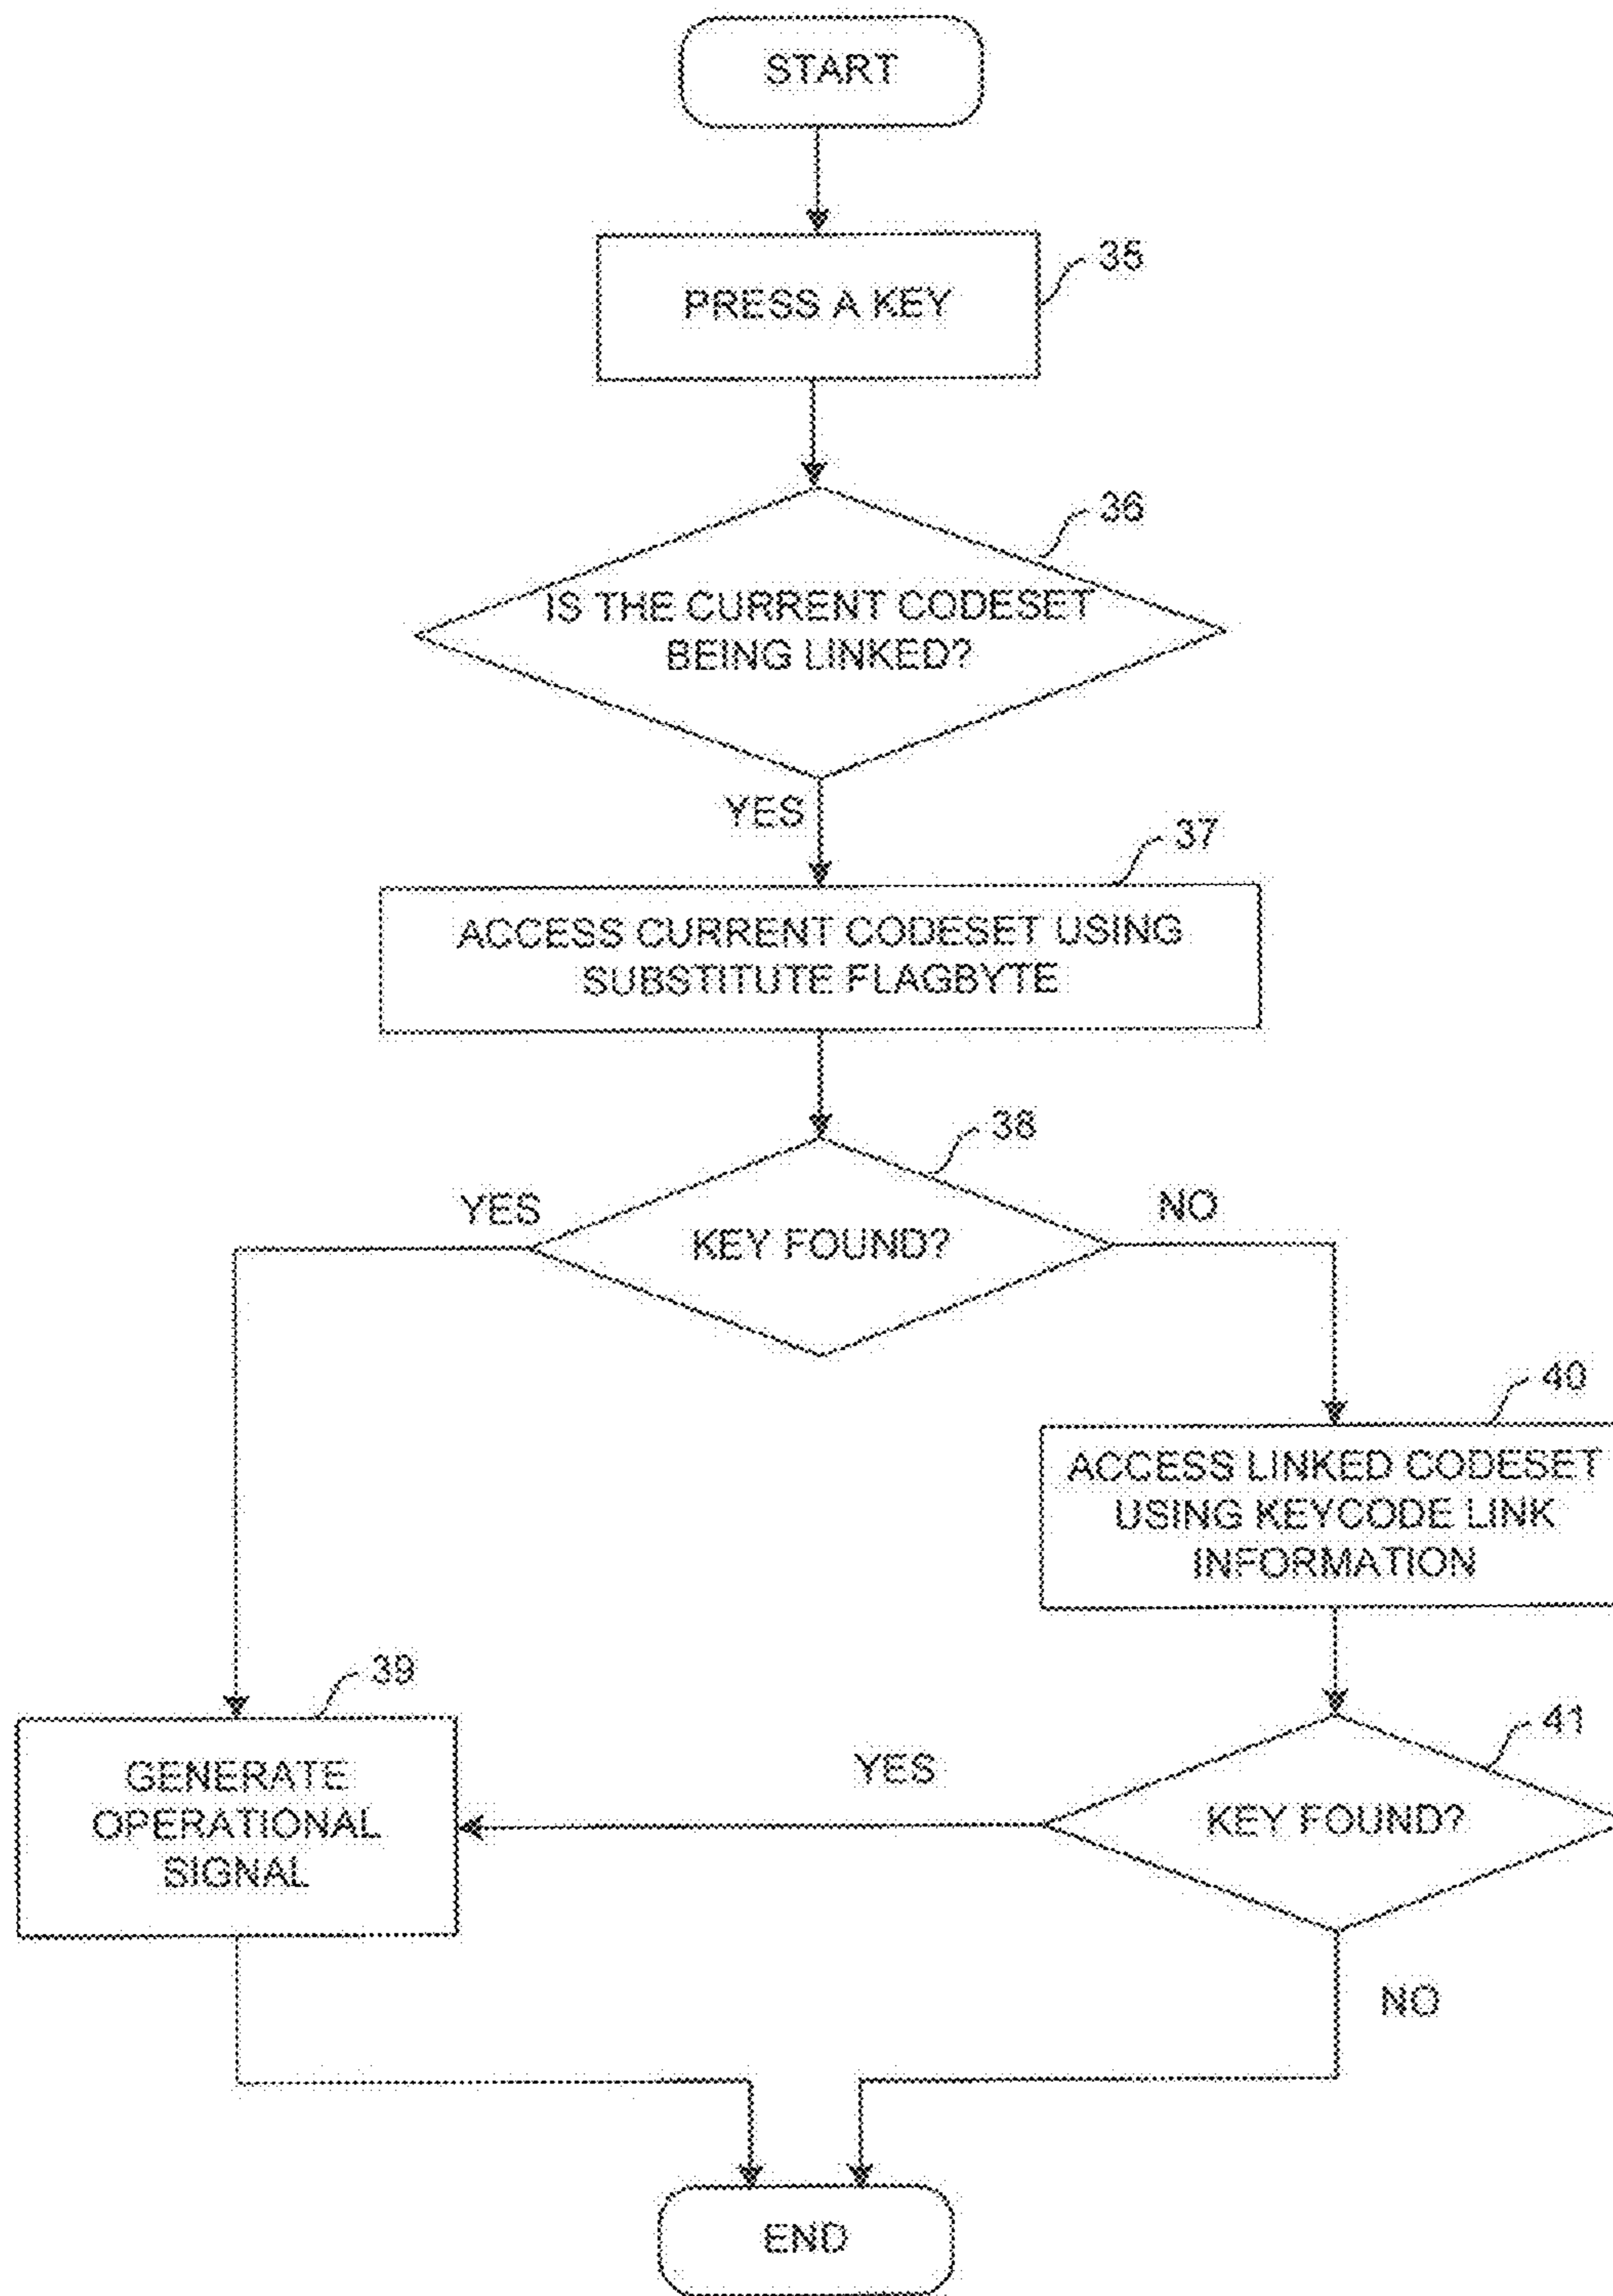 START
PRESS A KEY
35
IS THE CURRENT CODESET
BEING LINKED?
36
YES
ACCESS CURRENT CODESET USING
SUBSTITUTE FLAGBYTE
37
KEY FOUND?
38
YES
NO
ACCESS LINKED CODESET
USING KEYCODE LINK
INFORMATION
40
GENERATE
OPERATIONAL
SIGNAL
39
YES
KEY FOUND?
41
NO
END